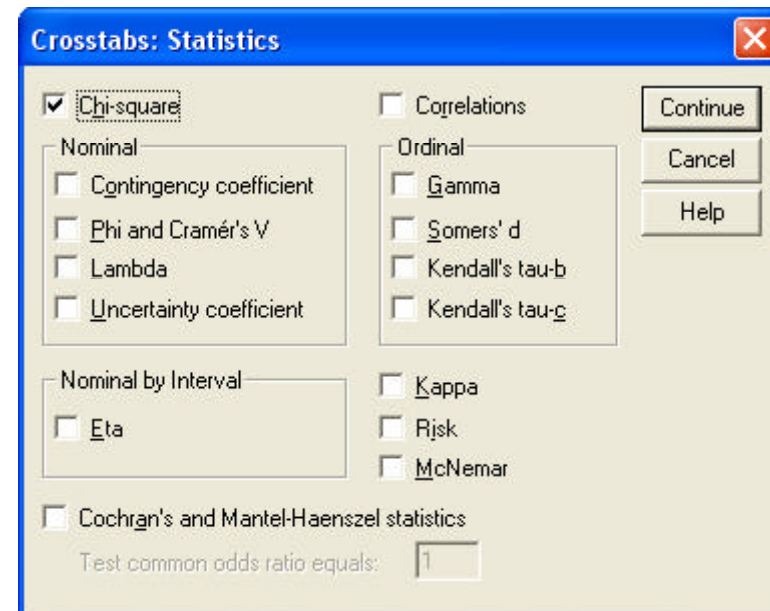 Crosstabs: Statistics
Chi-square
Correlations
Continue
Cancel
Help
Nominal
Contingency coefficient
Phi and Cramér's V
Lambda
Uncertainty coefficient
Ordinal
Gamma
Somers' d
Kendall's tau-b
Kendall's tau-c
Nominal by Interval
Eta
Kappa
Risk
McNemar
Cochran's and Mantel-Haenszel statistics
Test common odds ratio equals: 1